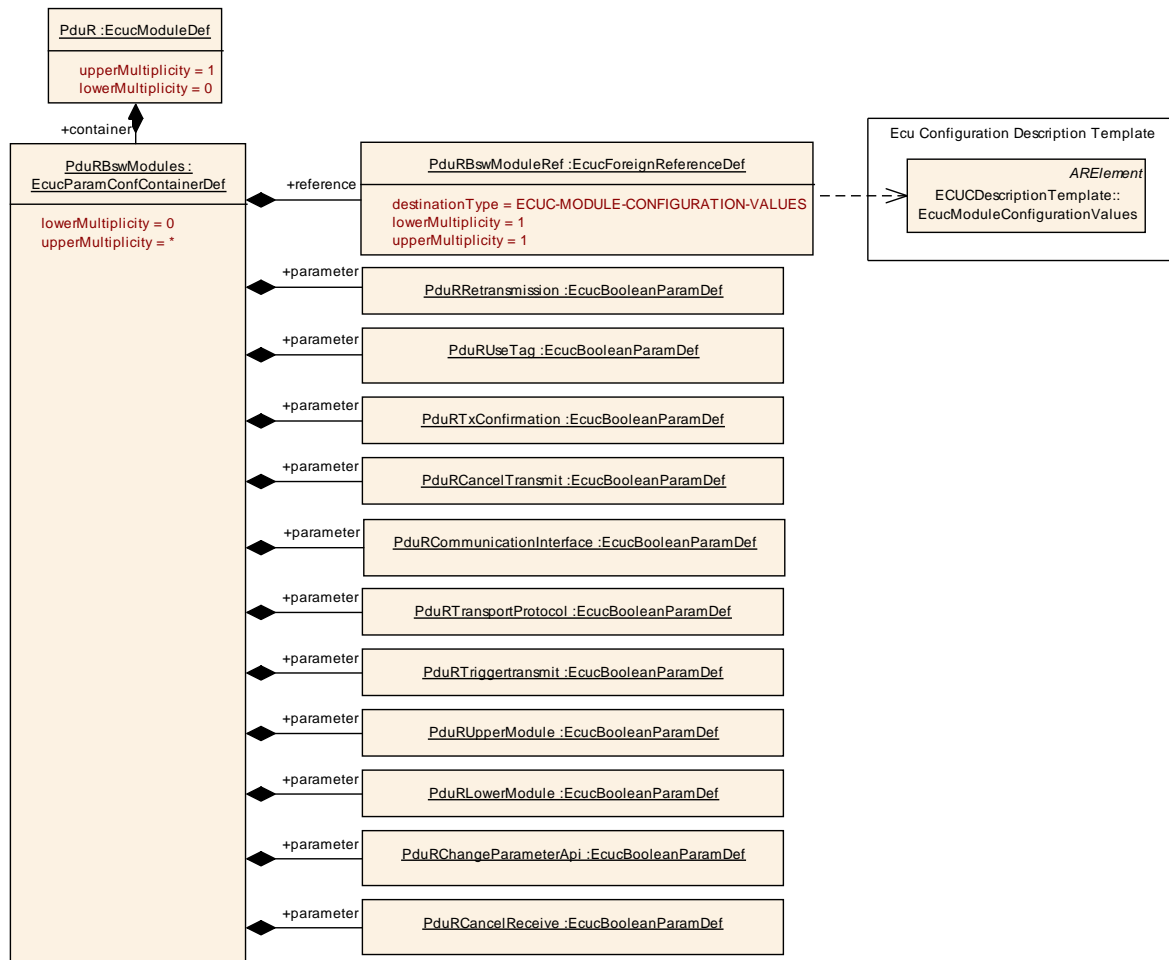 PduR :EcucModuleDef
upperMultiplicity = 1
lowerMultiplicity = 0
+container
PduRBswModules :
EcucParamConfContainerDef
lowerMultiplicity = 0
upperMultiplicity = *
+reference
PduRBswModuleRef :EcucForeignReferenceDef
destinationType = ECUC-MODULE-CONFIGURATION-VALUES
lowerMultiplicity = 1
upperMultiplicity = 1
Ecu Configuration Description Template
ARElement
ECUCDescriptionTemplate::
EcucModuleConfigurationValues
+parameter
PduRRetransmission :EcucBooleanParamDef
+parameter
PduRUseTag :EcucBooleanParamDef
+parameter
PduRTxConfirmation :EcucBooleanParamDef
+parameter
PduRCancelTransmit :EcucBooleanParamDef
+parameter
PduRCommunicationInterface :EcucBooleanParamDef
+parameter
PduRTransportProtocol :EcucBooleanParamDef
+parameter
PduRTriggertransmit :EcucBooleanParamDef
+parameter
PduRUpperModule :EcucBooleanParamDef
+parameter
PduRLowerModule :EcucBooleanParamDef
+parameter
PduRChangeParameterApi :EcucBooleanParamDef
+parameter
PduRCancelReceive :EcucBooleanParamDef